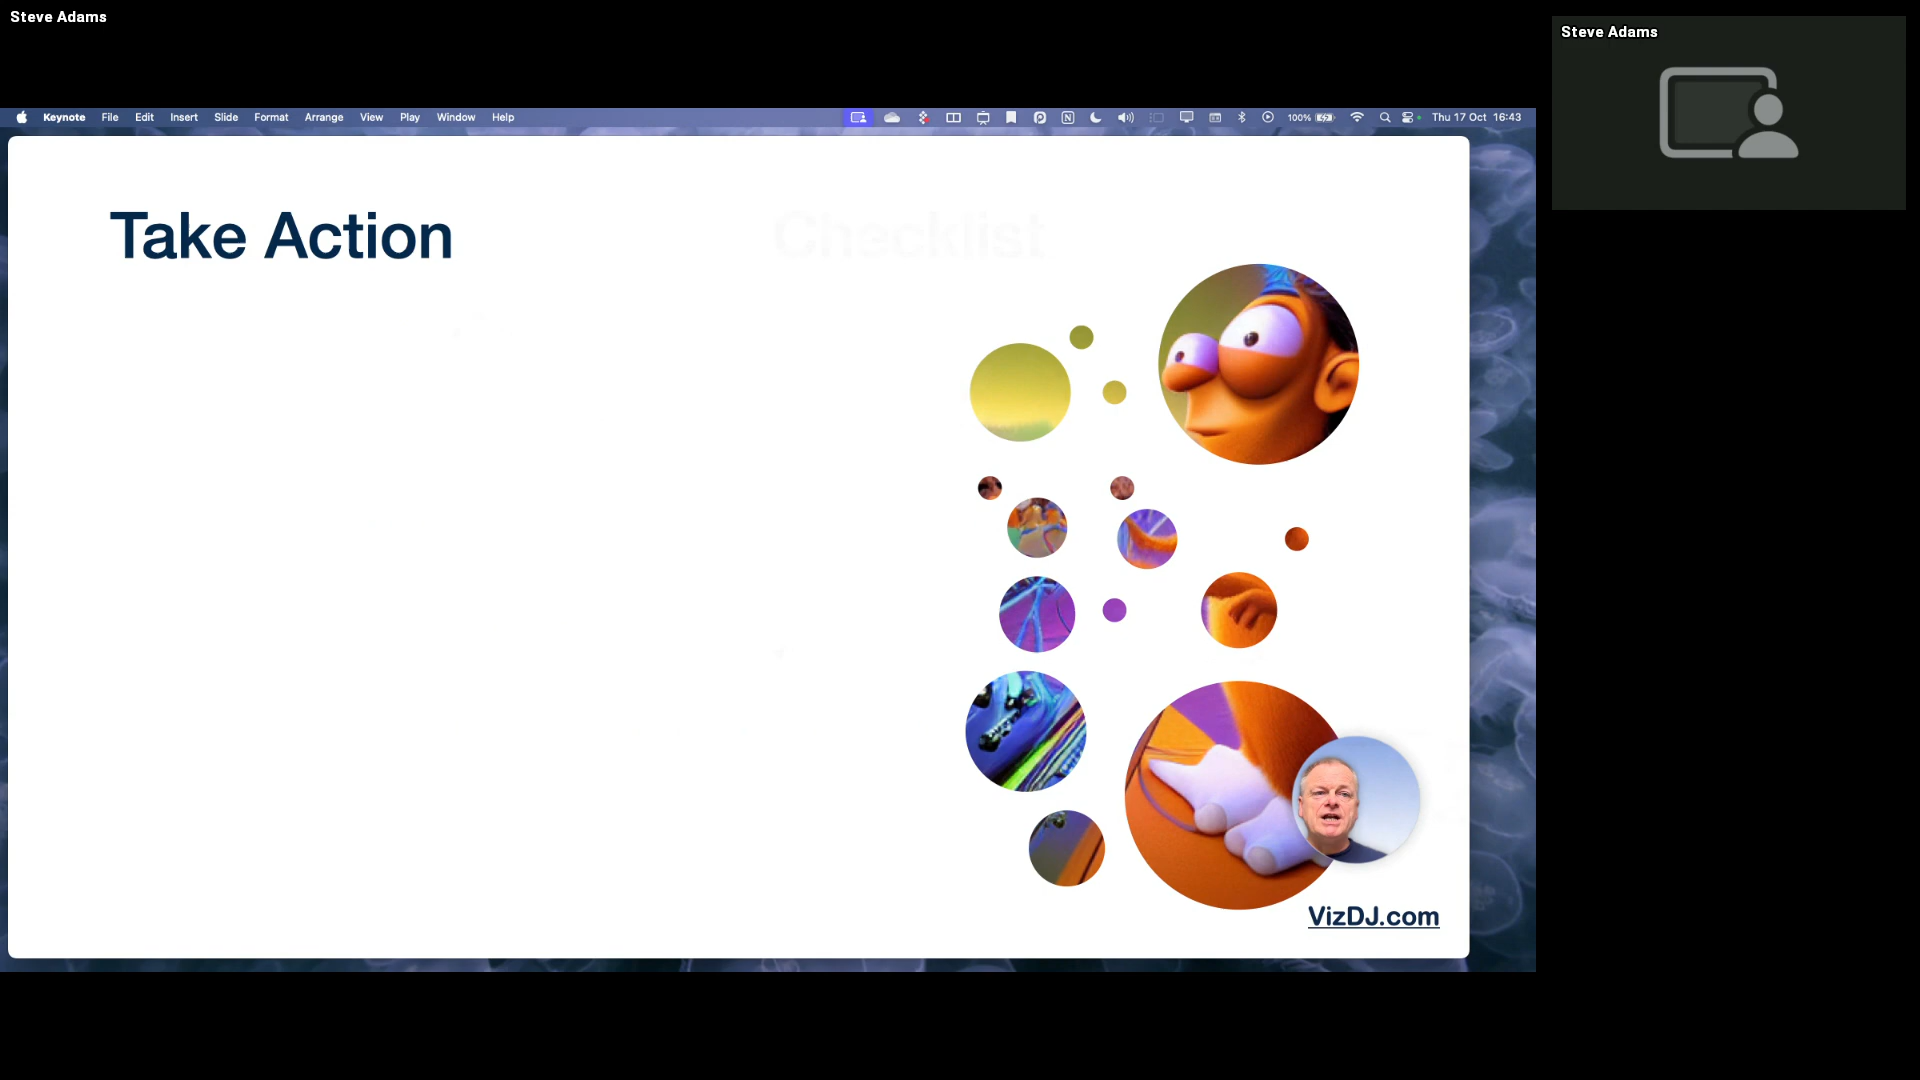 Steve Adams
Steve Adams
Keynote File Edit Insert Slide Format Arrange View Play Window Help 100% Thu 17 Oct 16:43
Take Action
Checklist
VizDJ.com